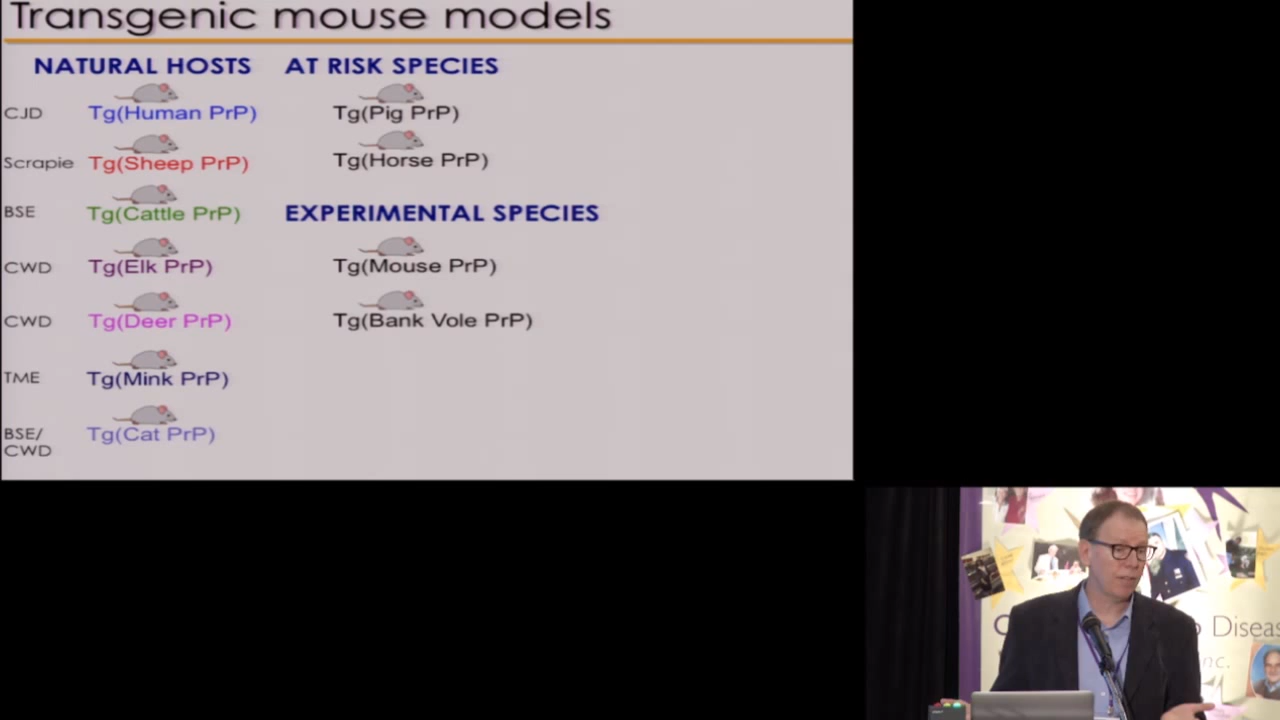 Transgenic mouse models
NATURAL HOSTS
AT RISK SPECIES
CJD Tg(Human PrP)
Tg(Pig PrP)
Scrapie Tg(Sheep PrP)
Tg(Horse PrP)
BSE Tg(Cattle PrP)
EXPERIMENTAL SPECIES
CWD Tg(Elk PrP)
Tg(Mouse PrP)
CWD Tg(Deer PrP)
Tg(Bank Vole PrP)
TME Tg(Mink PrP)
BSE/
CWD
Tg(Cat PrP)
Diseas
nc.